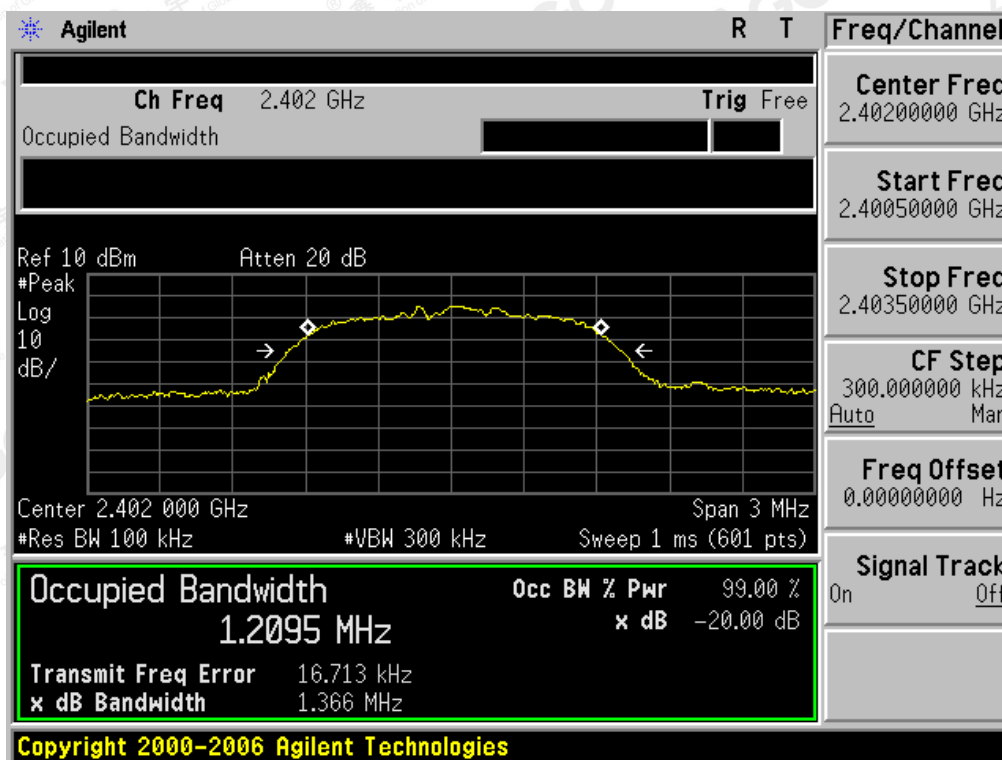 Agilent R T Freq/Channel
Ch Freq 2.402 GHz Trig Free
Occupied Bandwidth
Center Freq
2.40200000 GHz
Start Freq
2.40050000 GHz
Stop Freq
2.40350000 GHz
CF Step
300.000000 kHz
Auto Man
Freq Offset
0.00000000 Hz
Signal Track
On Off
Ref 10 dBm Atten 20 dB
#Peak
Log
10
dB/
Center 2.402 000 GHz Span 3 MHz
#Res BW 100 kHz #VBW 300 kHz Sweep 1 ms (601 pts)
Occupied Bandwidth Occ BW % Pwr 99.00 %
1.2095 MHz x dB -20.00 dB
Transmit Freq Error 16.713 kHz
x dB Bandwidth 1.366 MHz
Copyright 2000-2006 Agilent Technologies